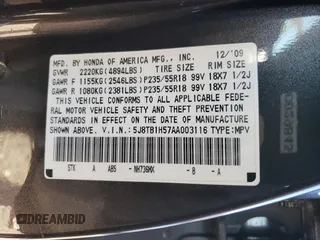 MFD. BY HONDA OF AMERICA MFG., INC. 12/'09
GVWR 2220KG(4894LBS) TIRE SIZE RIM SIZE
GAWR F 1155KG(2546LBS)P235/55R18 99V 18X7 1/2J
GAWR R 1080KG(2381LBS)P235/55R18 99V 18X7 1/2J
THIS VEHICLE CONFORMS TO ALL APPLICABLE FEDE-
RAL MOTOR VEHICLE SAFETY AND THEFT PREVENTION
STANDARDS IN EFFECT ON THE DATE OF MANUFACTURE
SHOWN ABOVE.
V.I.N.: 5J8TB1H57AA003116 TYPE: MPV
STK A ABS- NH736MX - B - A
DREAMBID